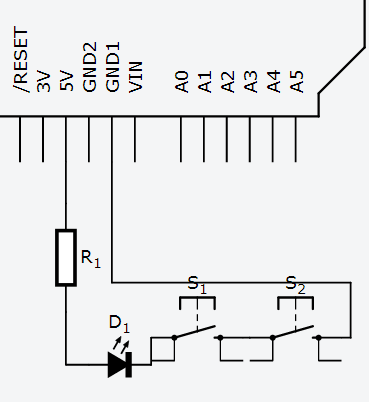 /RESET
3V
5V
GND2
GND1
VIN
A0
A1
A2
A3
A4
A5
R1
S1
S2
D1